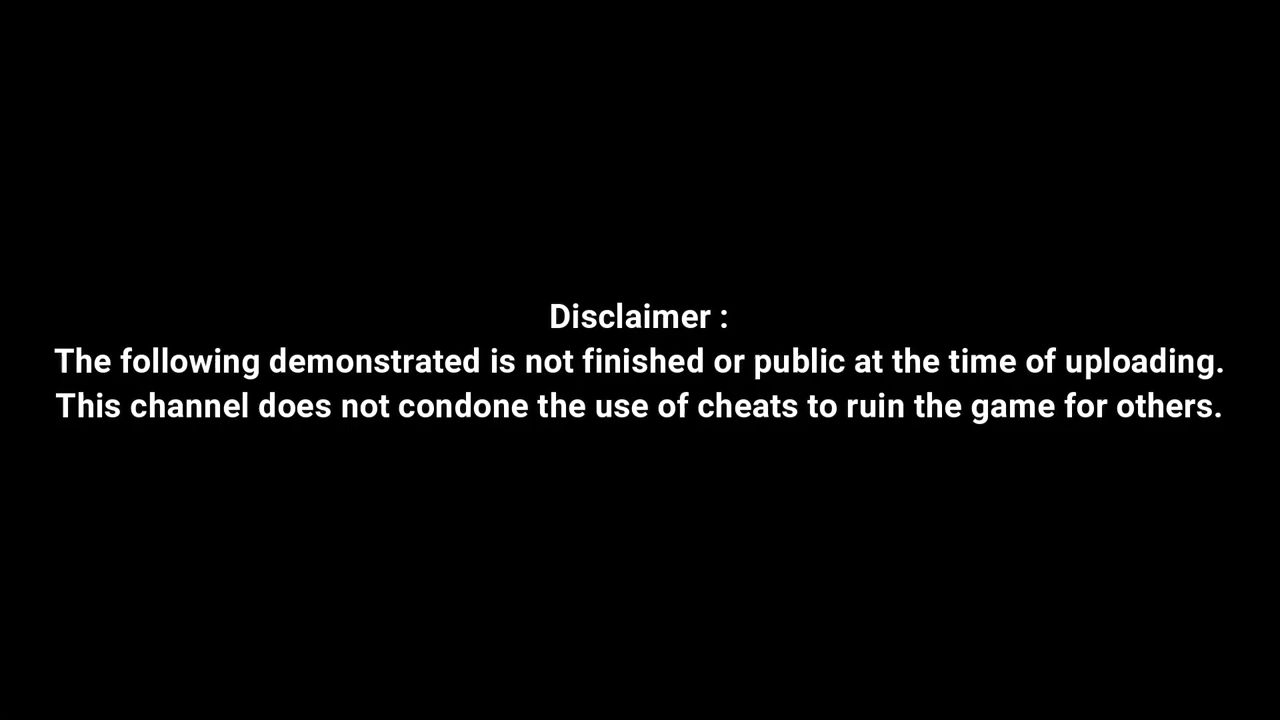 Disclaimer :
The following demonstrated is not finished or public at the time of uploading.
This channel does not condone the use of cheats to ruin the game for others.